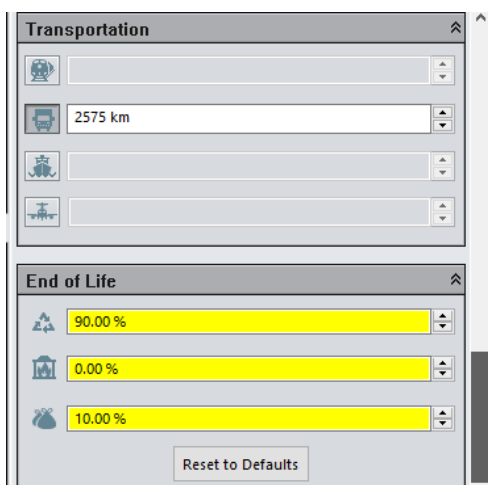 Transportation
2575 km
End of Life
90.00 %
0.00 %
10.00 %
Reset to Defaults